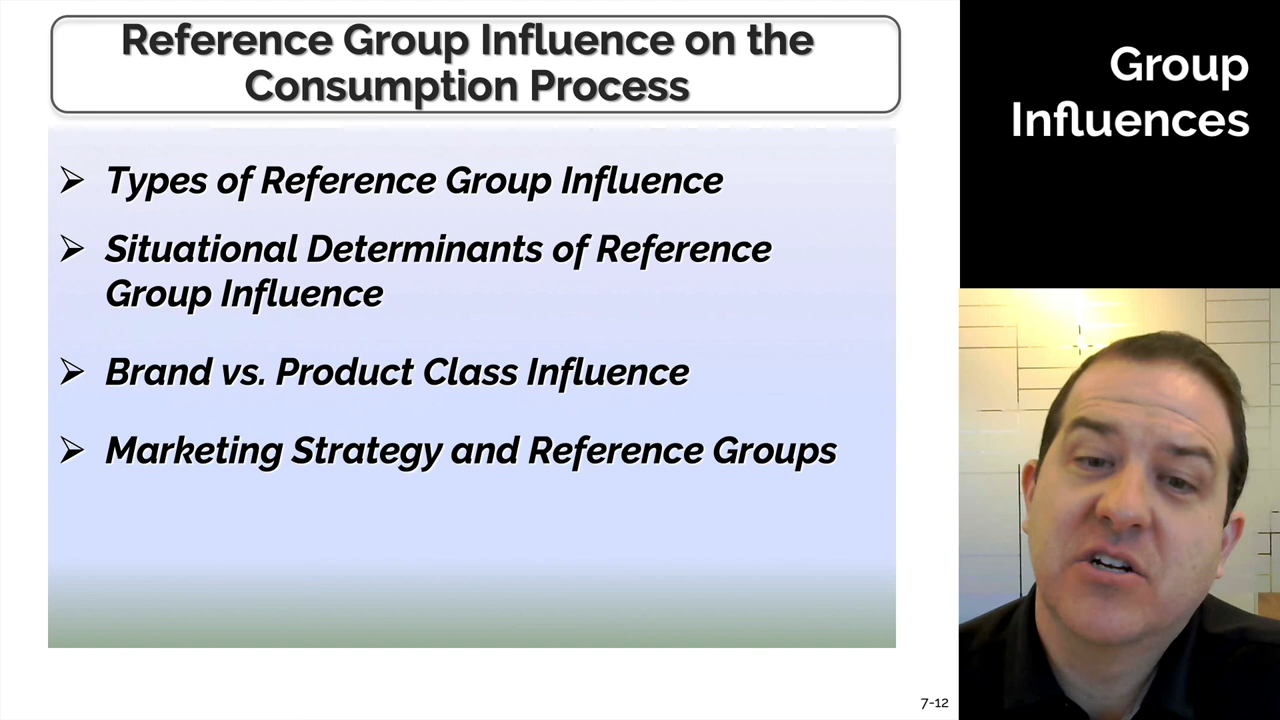 Reference Group Influence on the
Consumption Process
Group
Influences
➢ Types of Reference Group Influence
➢ Situational Determinants of Reference
Group Influence
➢ Brand vs. Product Class Influence
➢ Marketing Strategy and Reference Groups
7-12